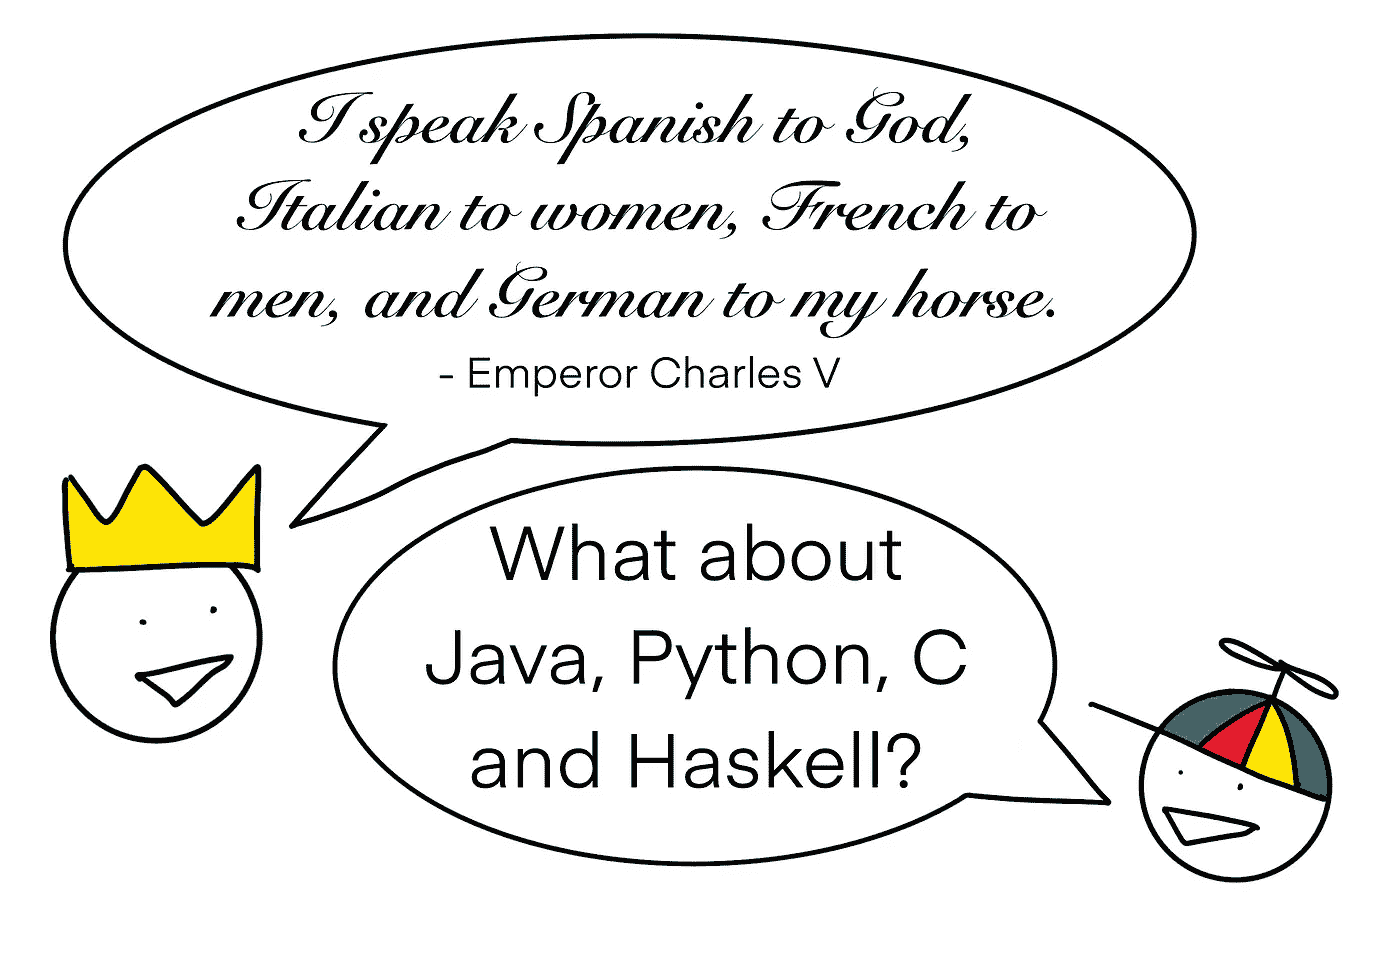 I speak Spanish to God,
Italian to women, French to
men, and German to my horse.
- Emperor Charles V
What about
Java, Python, C
and Haskell?